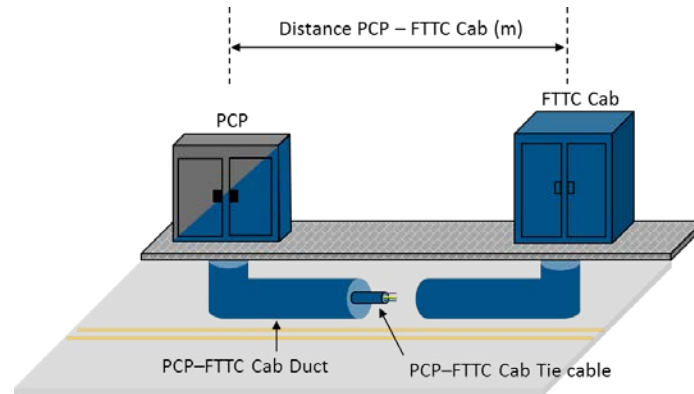 Distance PCP – FTTC Cab (m)
FTTC Cab
PCP
PCP–FTTC Cab Duct
PCP–FTTC Cab Tie cable